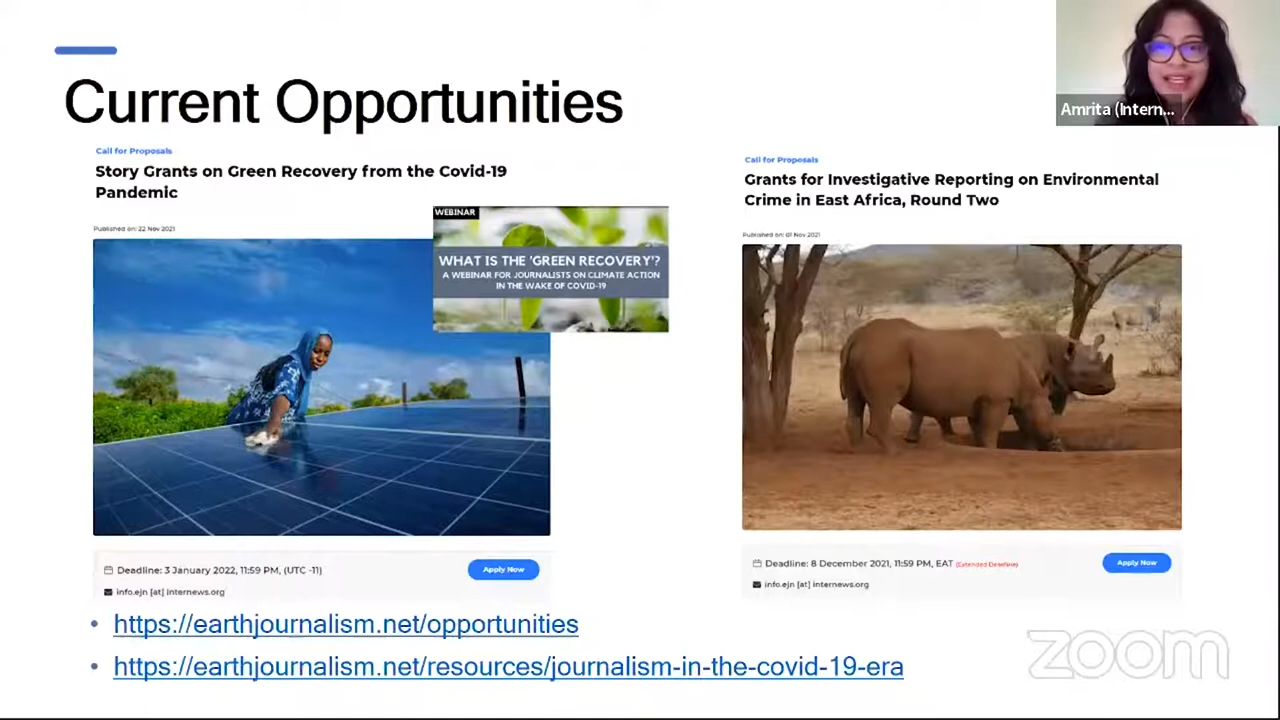 Current Opportunities
Amrita (Intern...
Call for Proposals
Story Grants on Green Recovery from the Covid-19
Pandemic
Published on: 22 Nov 2021
WEBINAR
WHAT IS THE 'GREEN RECOVERY'?
A WEBINAR FOR JOURNALISTS ON CLIMATE ACTION
IN THE WAKE OF COVID-19
Deadline: 3 January 2022, 11:59 PM, (UTC -11)
Apply Now
info.ejn [at] internews.org
Call for Proposals
Grants for Investigative Reporting on Environmental
Crime in East Africa, Round Two
Published on: 01 Nov 2021
Deadline: 8 December 2021, 11:59 PM, EAT (Extended Deadline)
Apply Now
info.ejn [at] internews.org
• https://earthjournalism.net/opportunities
• https://earthjournalism.net/resources/journalism-in-the-covid-19-era
zoom